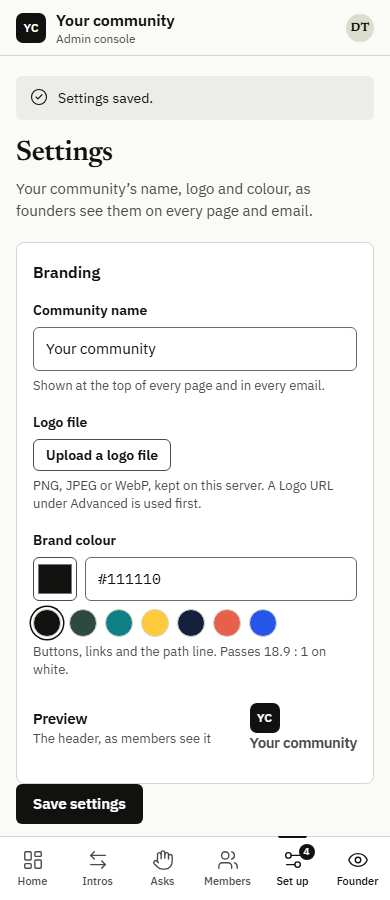 YC
Your community
Admin console
DT
Settings saved.
Settings
Your community’s name, logo and colour, as
founders see them on every page and email.
Branding
Community name
Your community
Shown at the top of every page and in every email.
Logo file
Upload a logo file
PNG, JPEG or WebP, kept on this server. A Logo URL
under Advanced is used first.
Brand colour
#111110
Buttons, links and the path line. Passes 18.9 : 1 on
white.
Preview
The header, as members see it
YC
Your community
Save settings
4
Home
Intros
Asks
Members
Set up
Founder